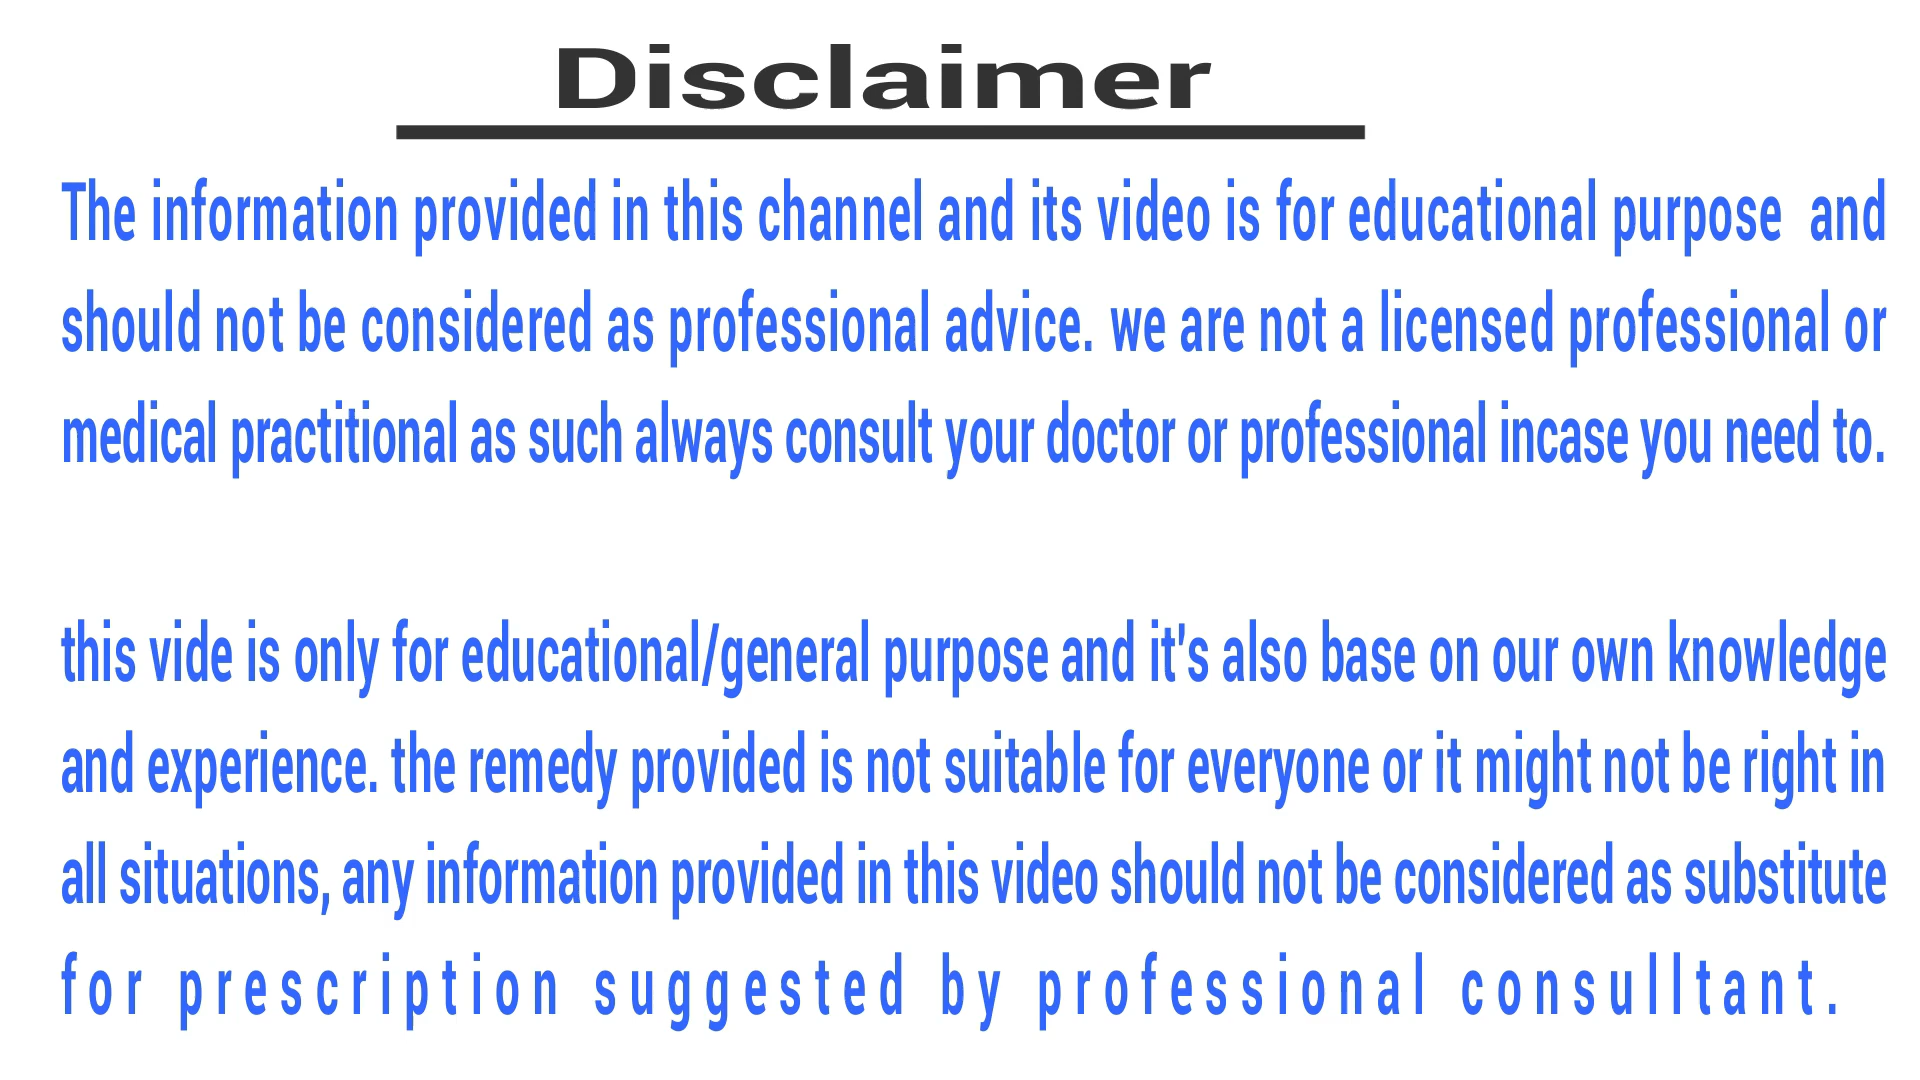 Disclaimer
The information provided in this channel and its video is for educational purpose  and
should not be considered as professional advice. we are not a licensed professional or
medical practitional as such always consult your doctor or professional incase you need to.
this vide is only for educational/general purpose and it's also base on our own knowledge
and experience. the remedy provided is not suitable for everyone or it might not be right in
all situations, any information provided in this video should not be considered as substitute
for prescription suggested by professional consulltant.